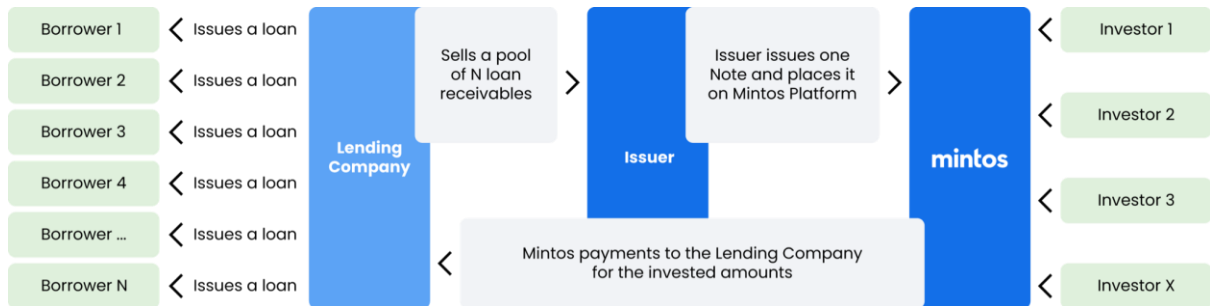 Borrower 1
Issues a loan
Borrower 2
Issues a loan
Borrower 3
Issues a loan
Borrower 4
Issues a loan
Borrower ...
Issues a loan
Borrower N
Issues a loan
Lending
Company
Sells a pool
of N loan
receivables
Issuer
Issuer issues one
Note and places it
on Mintos Platform
mintos
Mintos payments to the Lending Company
for the invested amounts
Investor 1
Investor 2
Investor 3
Investor X